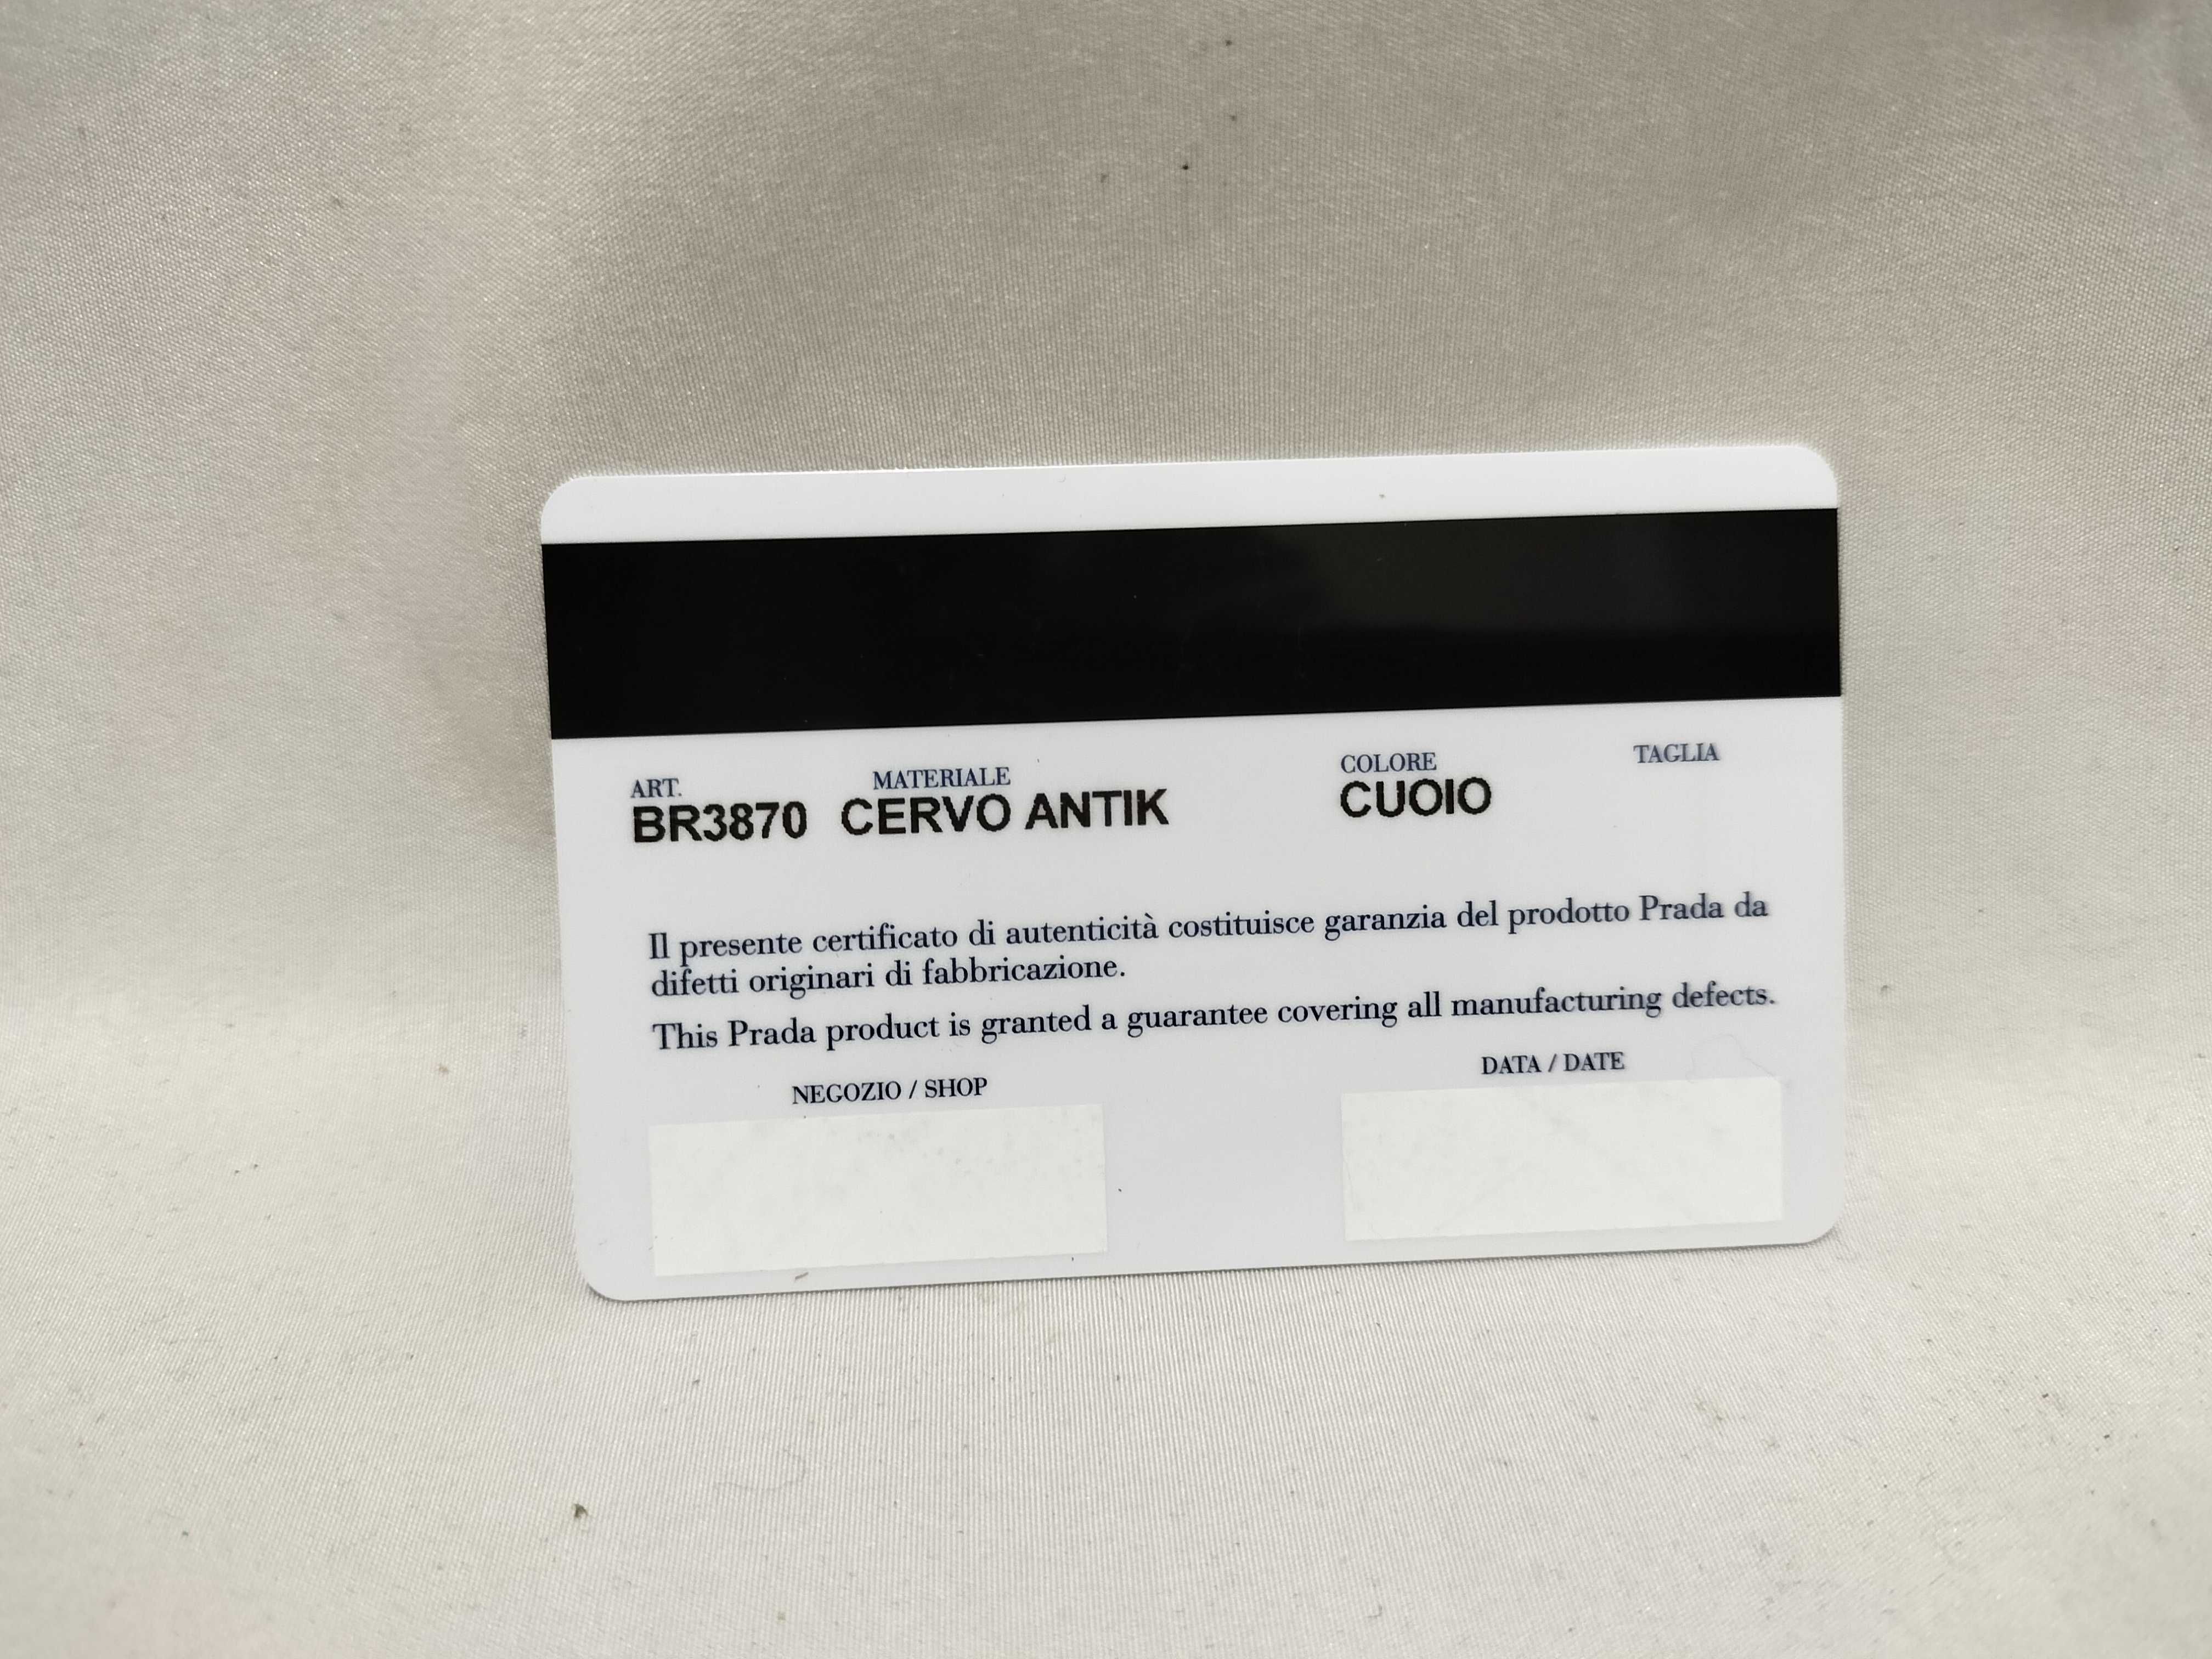 ART. MATERIALE COLORE TAGLIA
BR3870 CERVO ANTIK CUOIO
Il presente certificato di autenticità costituisce garanzia del prodotto Prada da
difetti originari di fabbricazione.
This Prada product is granted a guarantee covering all manufacturing defects.
NEGOZIO / SHOP DATA / DATE